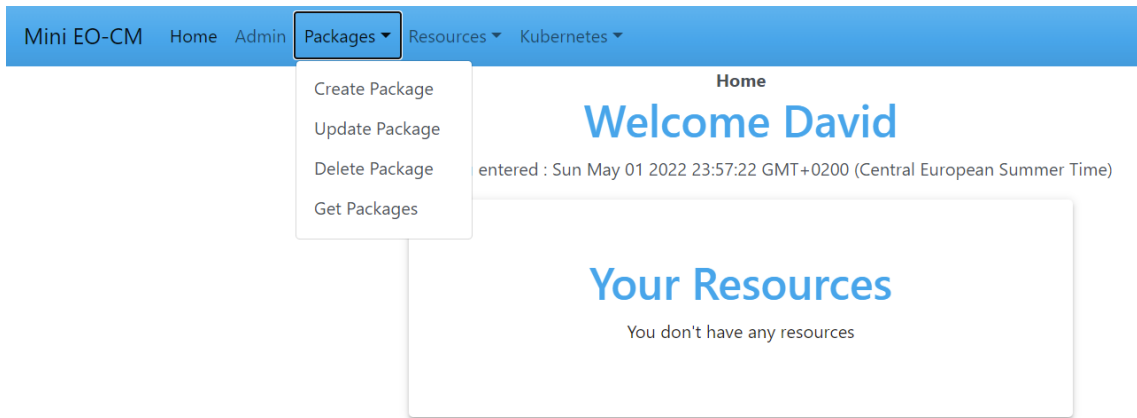 Mini EO-CM Home Admin Packages Resources Kubernetes
Create Package
Update Package
Delete Package
Get Packages
Home
Welcome David
entered : Sun May 01 2022 23:57:22 GMT+0200 (Central European Summer Time)
Your Resources
You don't have any resources